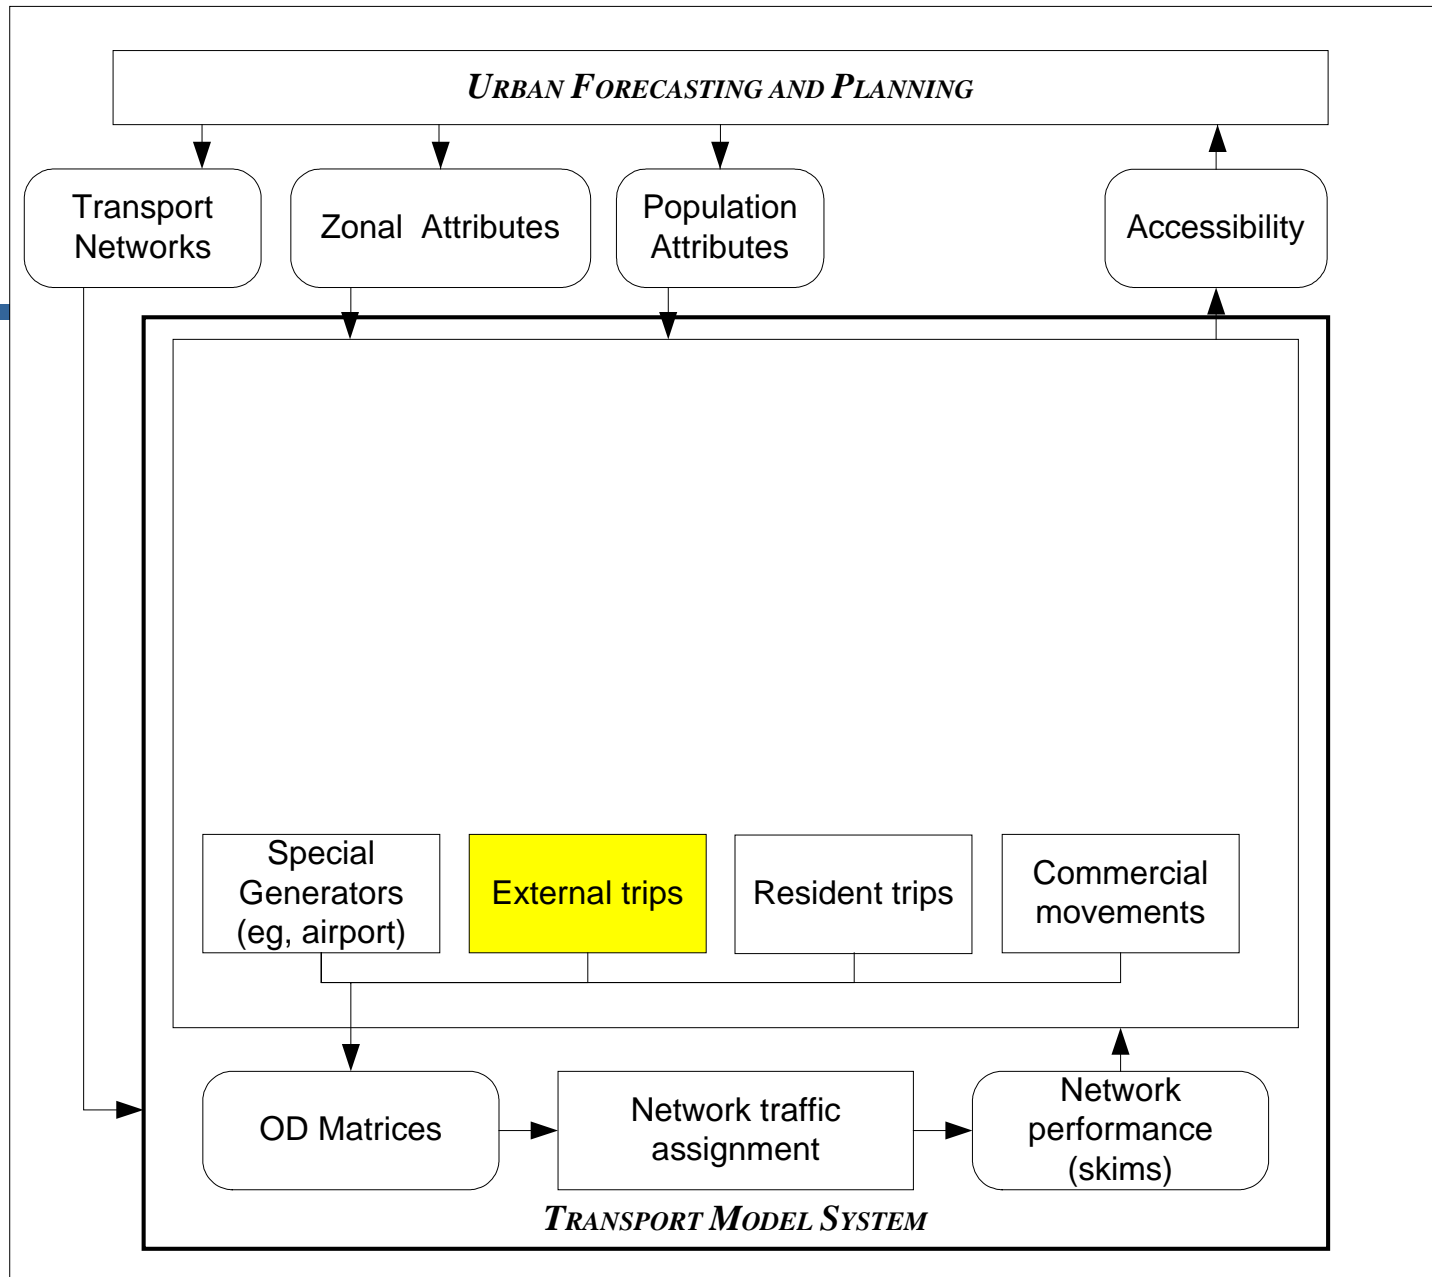 URBAN FORECASTING AND PLANNING
Transport
Networks
Zonal Attributes
Population
Attributes
Accessibility
Special
Generators
(eg, airport)
External trips
Resident trips
Commercial
movements
OD Matrices
Network traffic
assignment
Network
performance
(skims)
TRANSPORT MODEL SYSTEM